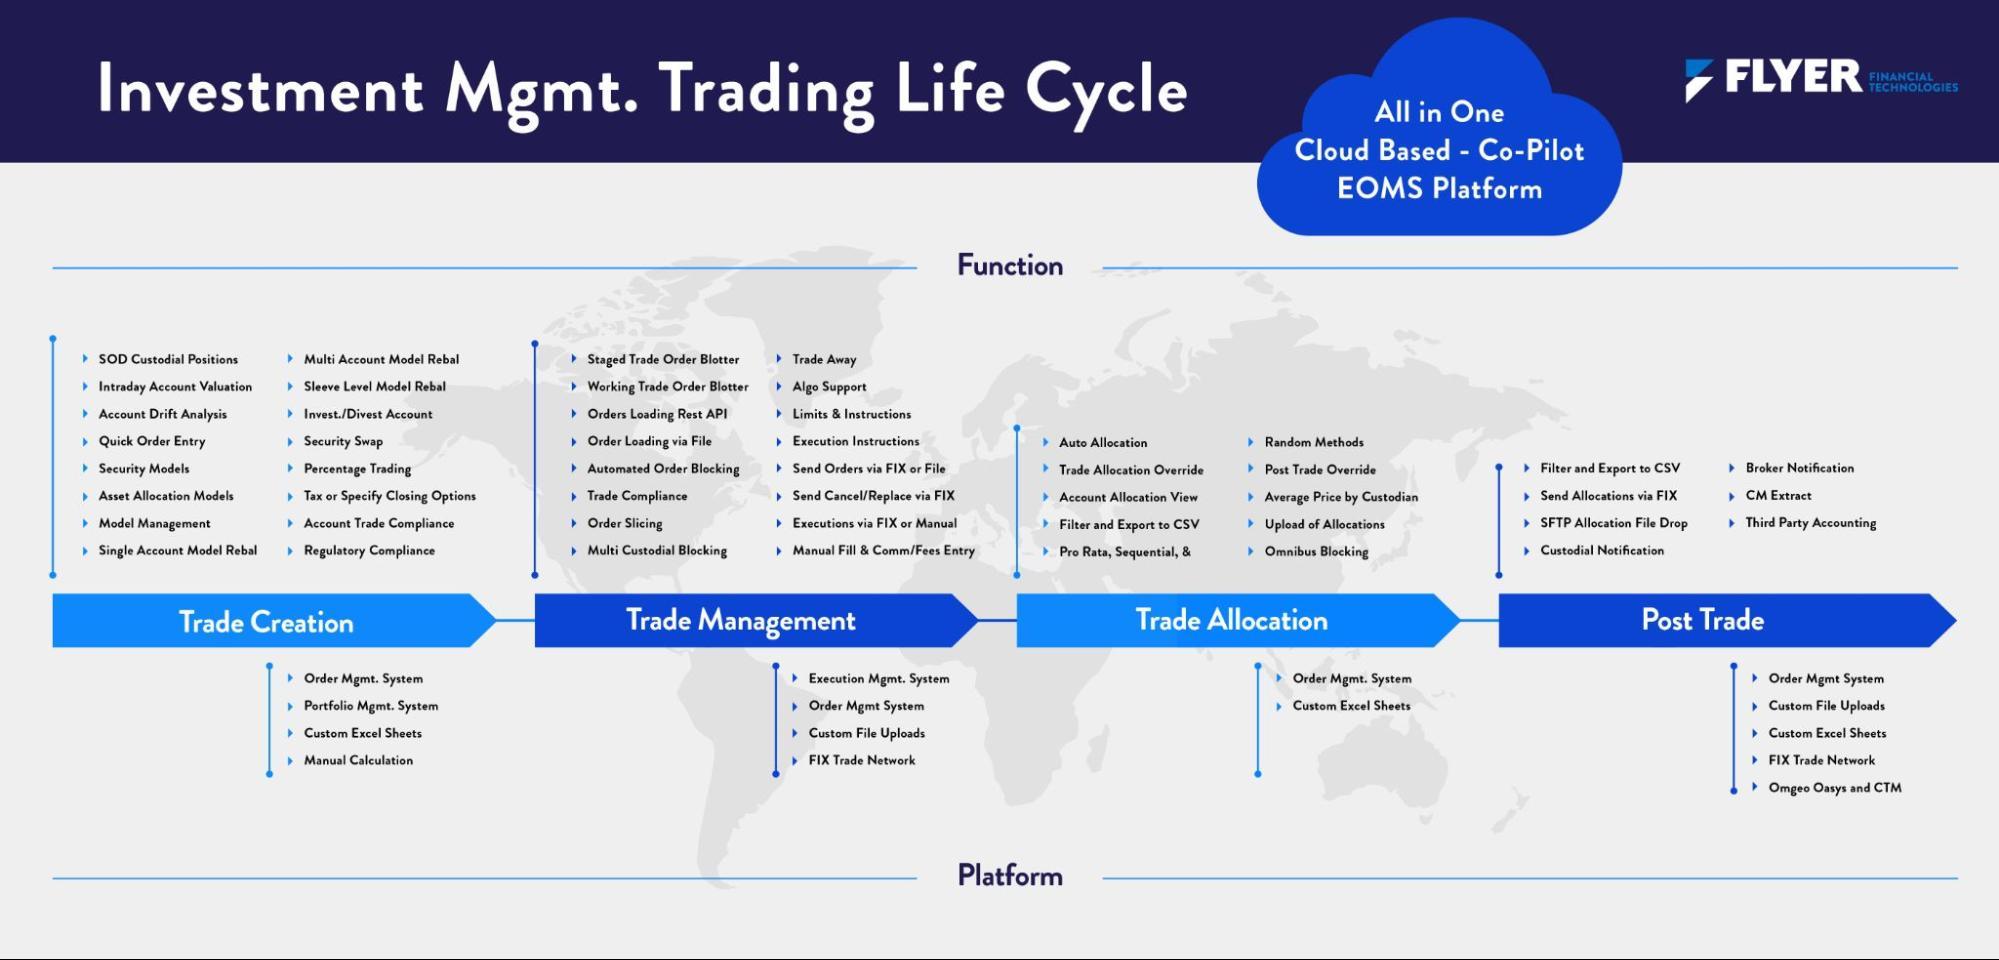 Investment Mgmt. Trading Life Cycle
All in One
Cloud Based - Co-Pilot
EOMS Platform
FLYER
FINANCIAL
TECHNOLOGIES
Function
SOD Custodial Positions
Intraday Account Valuation
Account Drift Analysis
Quick Order Entry
Security Models
Asset Allocation Models
Model Management
Single Account Model Rebal
Multi Account Model Rebal
Sleeve Level Model Rebal
Invest./Divest Account
Security Swap
Percentage Trading
Tax or Specify Closing Options
Account Trade Compliance
Regulatory Compliance
Staged Trade Order Blotter
Working Trade Order Blotter
Orders Loading Rest API
Order Loading via File
Automated Order Blocking
Trade Compliance
Order Slicing
Multi Custodial Blocking
Trade Away
Algo Support
Limits & Instructions
Execution Instructions
Send Orders via FIX or File
Send Cancel/Replace via FIX
Executions via FIX or Manual
Manual Fill & Comm/Fees Entry
Auto Allocation
Trade Allocation Override
Account Allocation View
Filter and Export to CSV
Pro Rata, Sequential, &
Random Methods
Post Trade Override
Average Price by Custodian
Upload of Allocations
Omnibus Blocking
Filter and Export to CSV
Send Allocations via FIX
SFTP Allocation File Drop
Custodial Notification
Broker Notification
CM Extract
Third Party Accounting
Trade Creation
Trade Management
Trade Allocation
Post Trade
Order Mgmt. System
Portfolio Mgmt. System
Custom Excel Sheets
Manual Calculation
Execution Mgmt. System
Order Mgmt System
Custom File Uploads
FIX Trade Network
Order Mgmt. System
Custom Excel Sheets
Order Mgmt System
Custom File Uploads
Custom Excel Sheets
FIX Trade Network
Omgeo Oasys and CTM
Platform